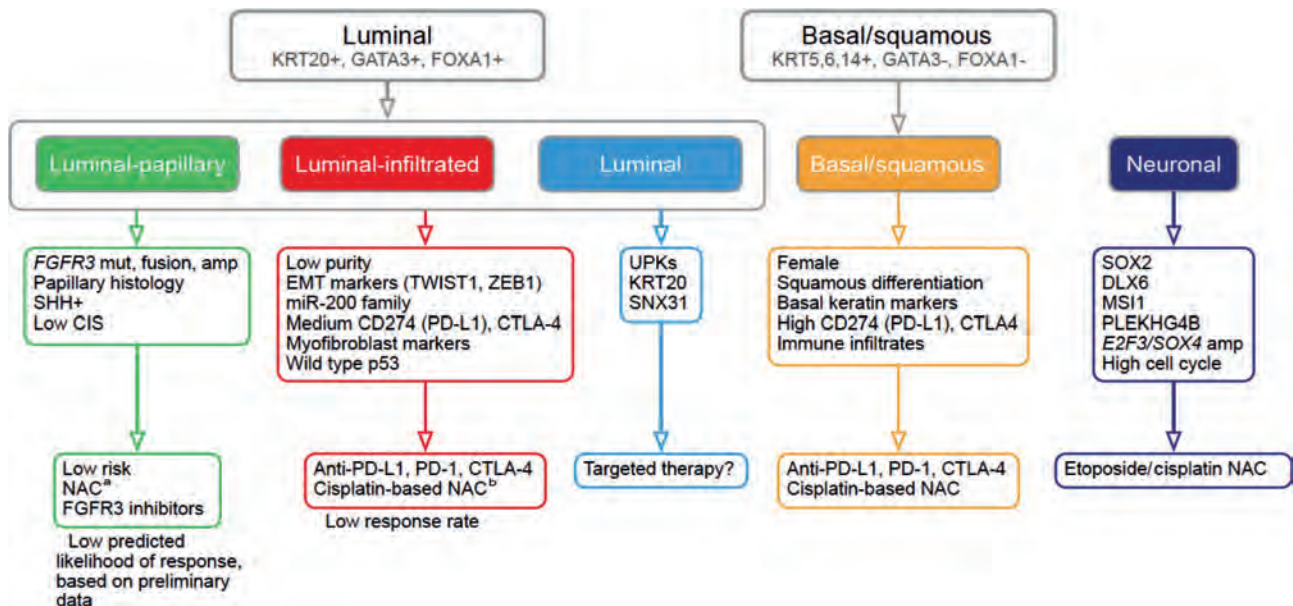 Luminal
KRT20+, GATA3+, FOXA1+
Basal/squamous
KRT5,6,14+, GATA3-, FOXA1-
Luminal-papillary
Luminal-infiltrated
Luminal
Basal/squamous
Neuronal
FGFR3 mut, fusion, amp
Papillary histology
SHH+
Low CIS
Low purity
EMT markers (TWIST1, ZEB1)
miR-200 family
Medium CD274 (PD-L1), CTLA-4
Myofibroblast markers
Wild type p53
UPKs
KRT20
SNX31
Female
Squamous differentiation
Basal keratin markers
High CD274 (PD-L1), CTLA4
Immune infiltrates
SOX2
DLX6
MSI1
PLEKHG4B
E2F3/SOX4 amp
High cell cycle
Low risk
NACᵃ
FGFR3 inhibitors
Low predicted
likelihood of response,
based on preliminary
data
Anti-PD-L1, PD-1, CTLA-4
Cisplatin-based NACᵇ
Low response rate
Targeted therapy?
Anti-PD-L1, PD-1, CTLA-4
Cisplatin-based NAC
Etoposide/cisplatin NAC